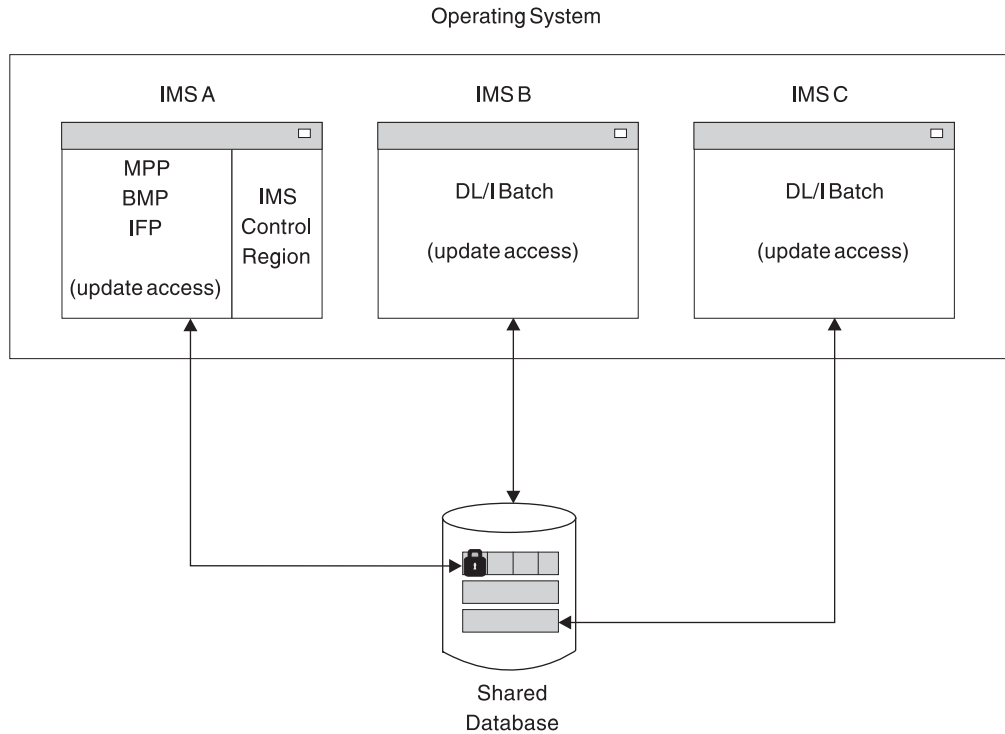 Operating System
IMS A
IMS B
IMS C
MPP
BMP
IFP
(update access)
IMS
Control
Region
DL/I Batch
(update access)
DL/I Batch
(update access)
Shared
Database